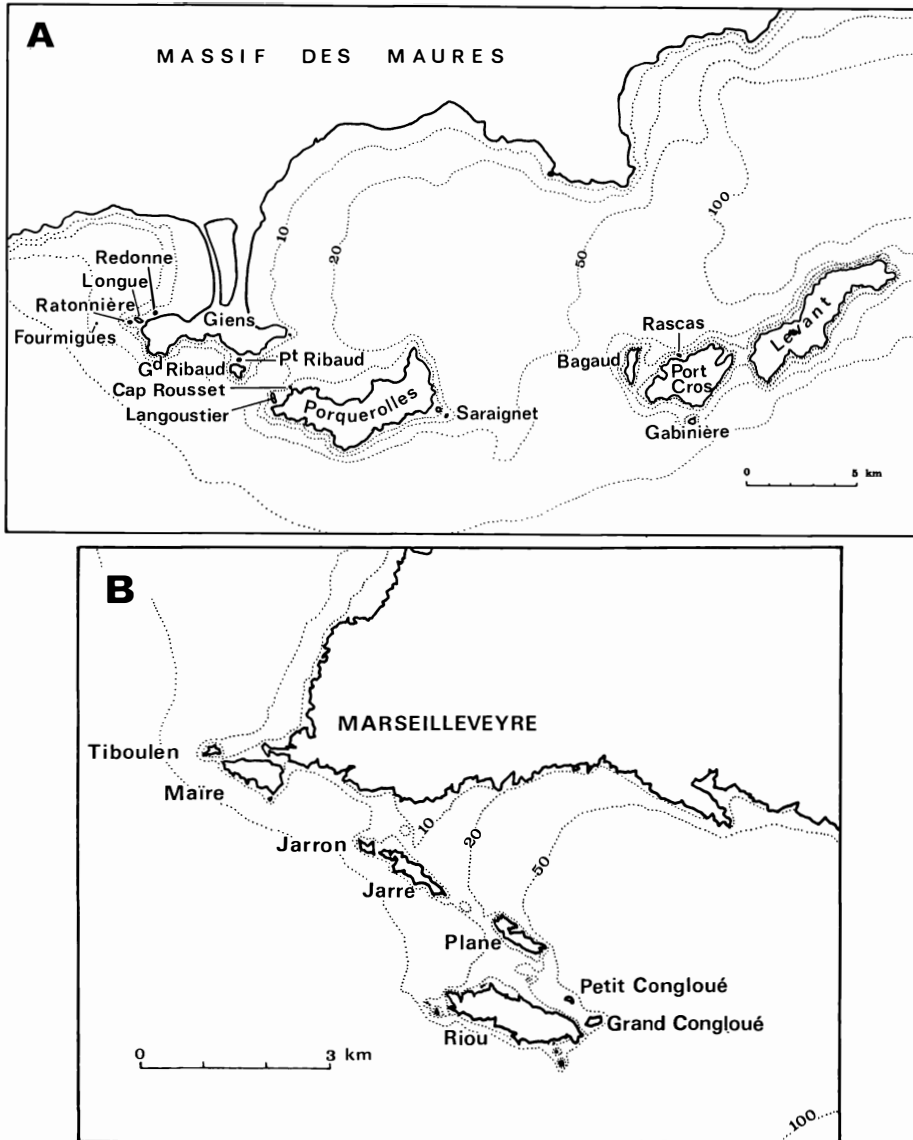 A
MASSIF DES MAURES
100
10
20
50
Redonne
Longue
Ratonnière
Fourmigues
Giens
Levant
Rascas
Gd Ribaud
Pt Ribaud
Bagaud
Port
Cros
Cap Rousset
Langoustier
Porquerolles
Saraignet
Gabinière
0 5 km
B
MARSEILLEVEYRE
Tiboulen
Maïre
10
20
50
Jarron
Jarre
Plane
Petit Congloué
Grand Congloué
Riou
0 3 km
100